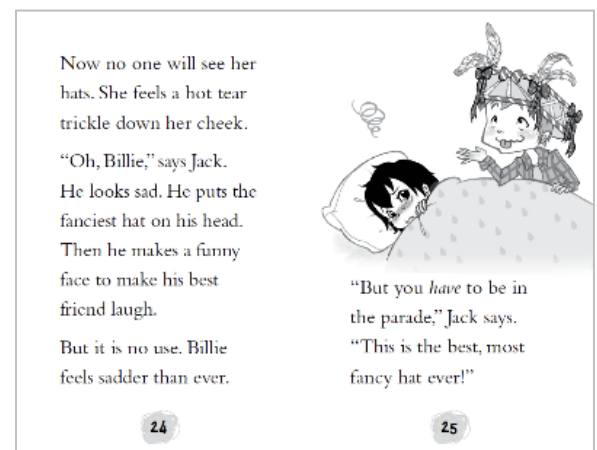 Now no one will see her
hats. She feels a hot tear
trickle down her cheek.
“Oh, Billie,” says Jack.
He looks sad. He puts the
fanciest hat on his head.
Then he makes a funny
face to make his best
friend laugh.
But it is no use. Billie
feels sadder than ever.
24
“But you have to be in
the parade,” Jack says.
“This is the best, most
fancy hat ever!”
25